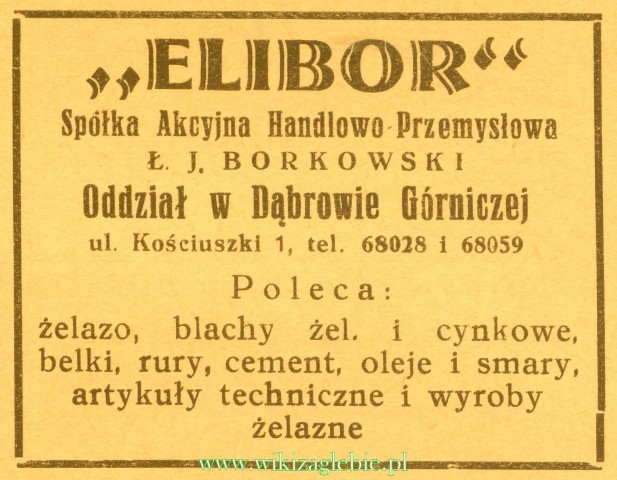 „ELIBOR“
Spółka Akcyjna Handlowo-Przemysłowa
Ł. J. BORKOWSKI
Oddział w Dąbrowie Górniczej
ul. Kościuszki 1, tel. 68028 i 68059
Poleca:
żelazo, blachy żel. i cynkowe,
belki, rury, cement, oleje i smary,
artykuły techniczne i wyroby
żelazne
www.wikizaglebie.pl